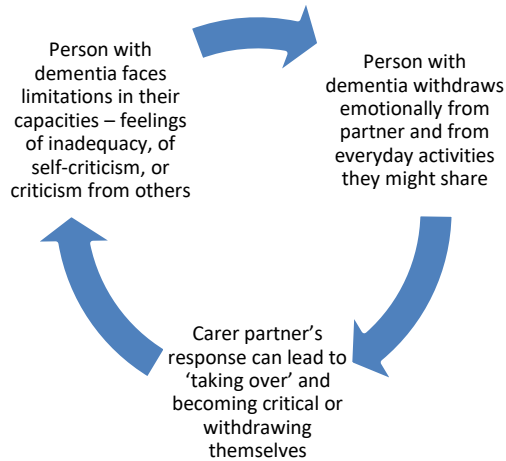 Person with
dementia faces
limitations in their
capacities – feelings
of inadequacy, of
self-criticism, or
criticism from others
Person with
dementia withdraws
emotionally from
partner and from
everyday activities
they might share
Carer partner’s
response can lead to
‘taking over’ and
becoming critical or
withdrawing
themselves